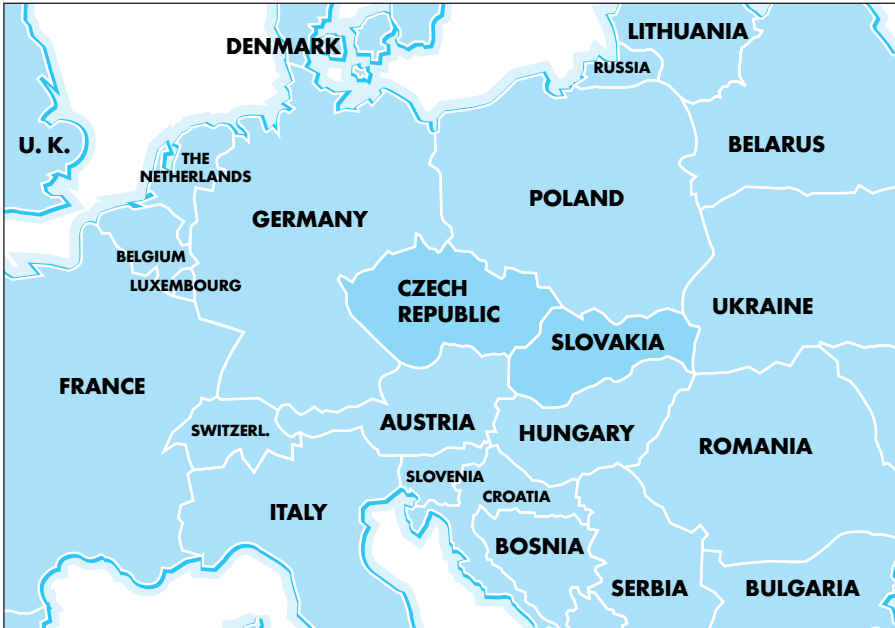 DENMARK
LITHUANIA
RUSSIA
U. K.
THE
NETHERLANDS
BELARUS
POLAND
GERMANY
BELGIUM
LUXEMBOURG
CZECH
REPUBLIC
UKRAINE
SLOVAKIA
FRANCE
SWITZERL.
AUSTRIA
HUNGARY
ROMANIA
SLOVENIA
CROATIA
ITALY
BOSNIA
SERBIA
BULGARIA